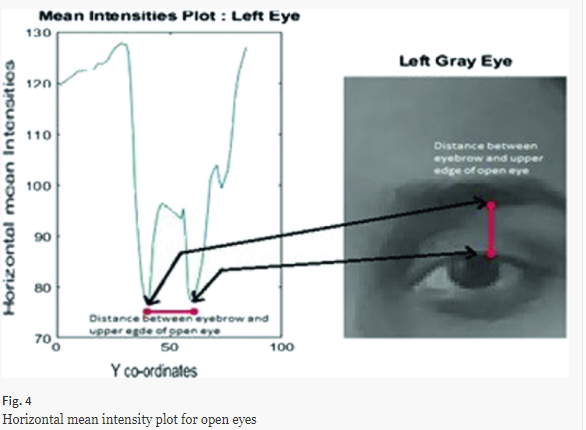 Mean Intensities Plot : Left Eye
130
120
110
100
90
80
70
0
50
100
Horizontal mean Intensities
Y co-ordinates
Distance between eyebrow and
upper egde of open eye
Left Gray Eye
Distance between
eyebrow and upper
edge of open eye
Fig. 4
Horizontal mean intensity plot for open eyes